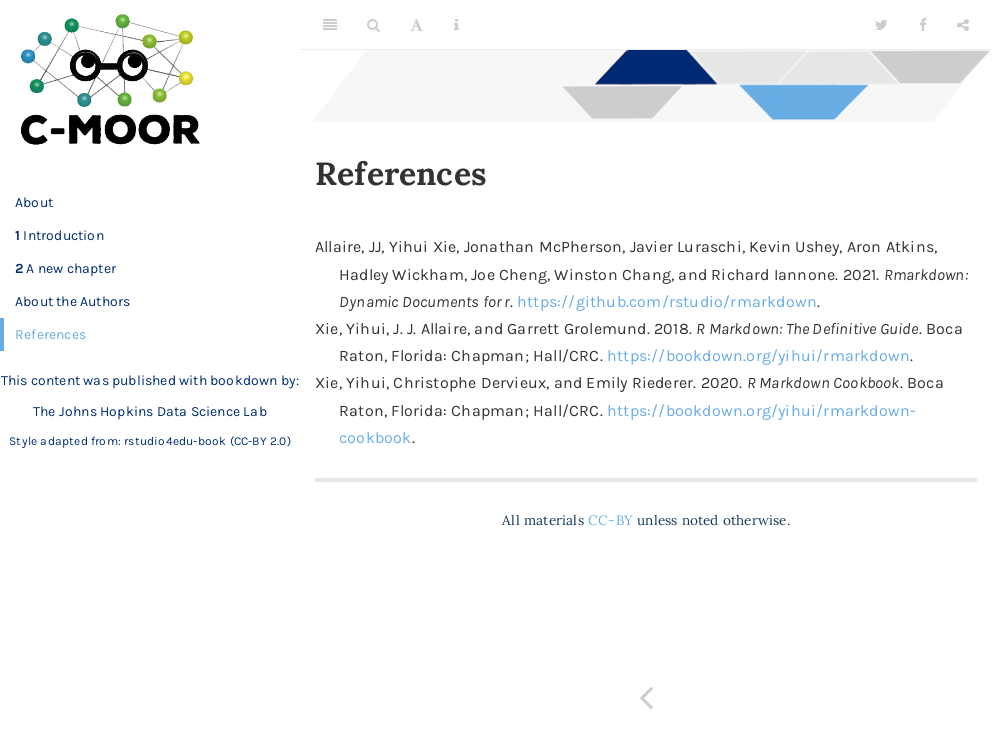 C-MOOR
About
1 Introduction
2 A new chapter
About the Authors
References
This content was published with bookdown by:
The Johns Hopkins Data Science Lab
Style adapted from: rstudio4edu-book (CC-BY 2.0)
References
Allaire, JJ, Yihui Xie, Jonathan McPherson, Javier Luraschi, Kevin Ushey, Aron Atkins,
Hadley Wickham, Joe Cheng, Winston Chang, and Richard Iannone. 2021. Rmarkdown:
Dynamic Documents for r. https://github.com/rstudio/rmarkdown.
Xie, Yihui, J. J. Allaire, and Garrett Grolemund. 2018. R Markdown: The Definitive Guide. Boca
Raton, Florida: Chapman; Hall/CRC. https://bookdown.org/yihui/rmarkdown.
Xie, Yihui, Christophe Dervieux, and Emily Riederer. 2020. R Markdown Cookbook. Boca
Raton, Florida: Chapman; Hall/CRC. https://bookdown.org/yihui/rmarkdown-
cookbook.
All materials CC-BY unless noted otherwise.